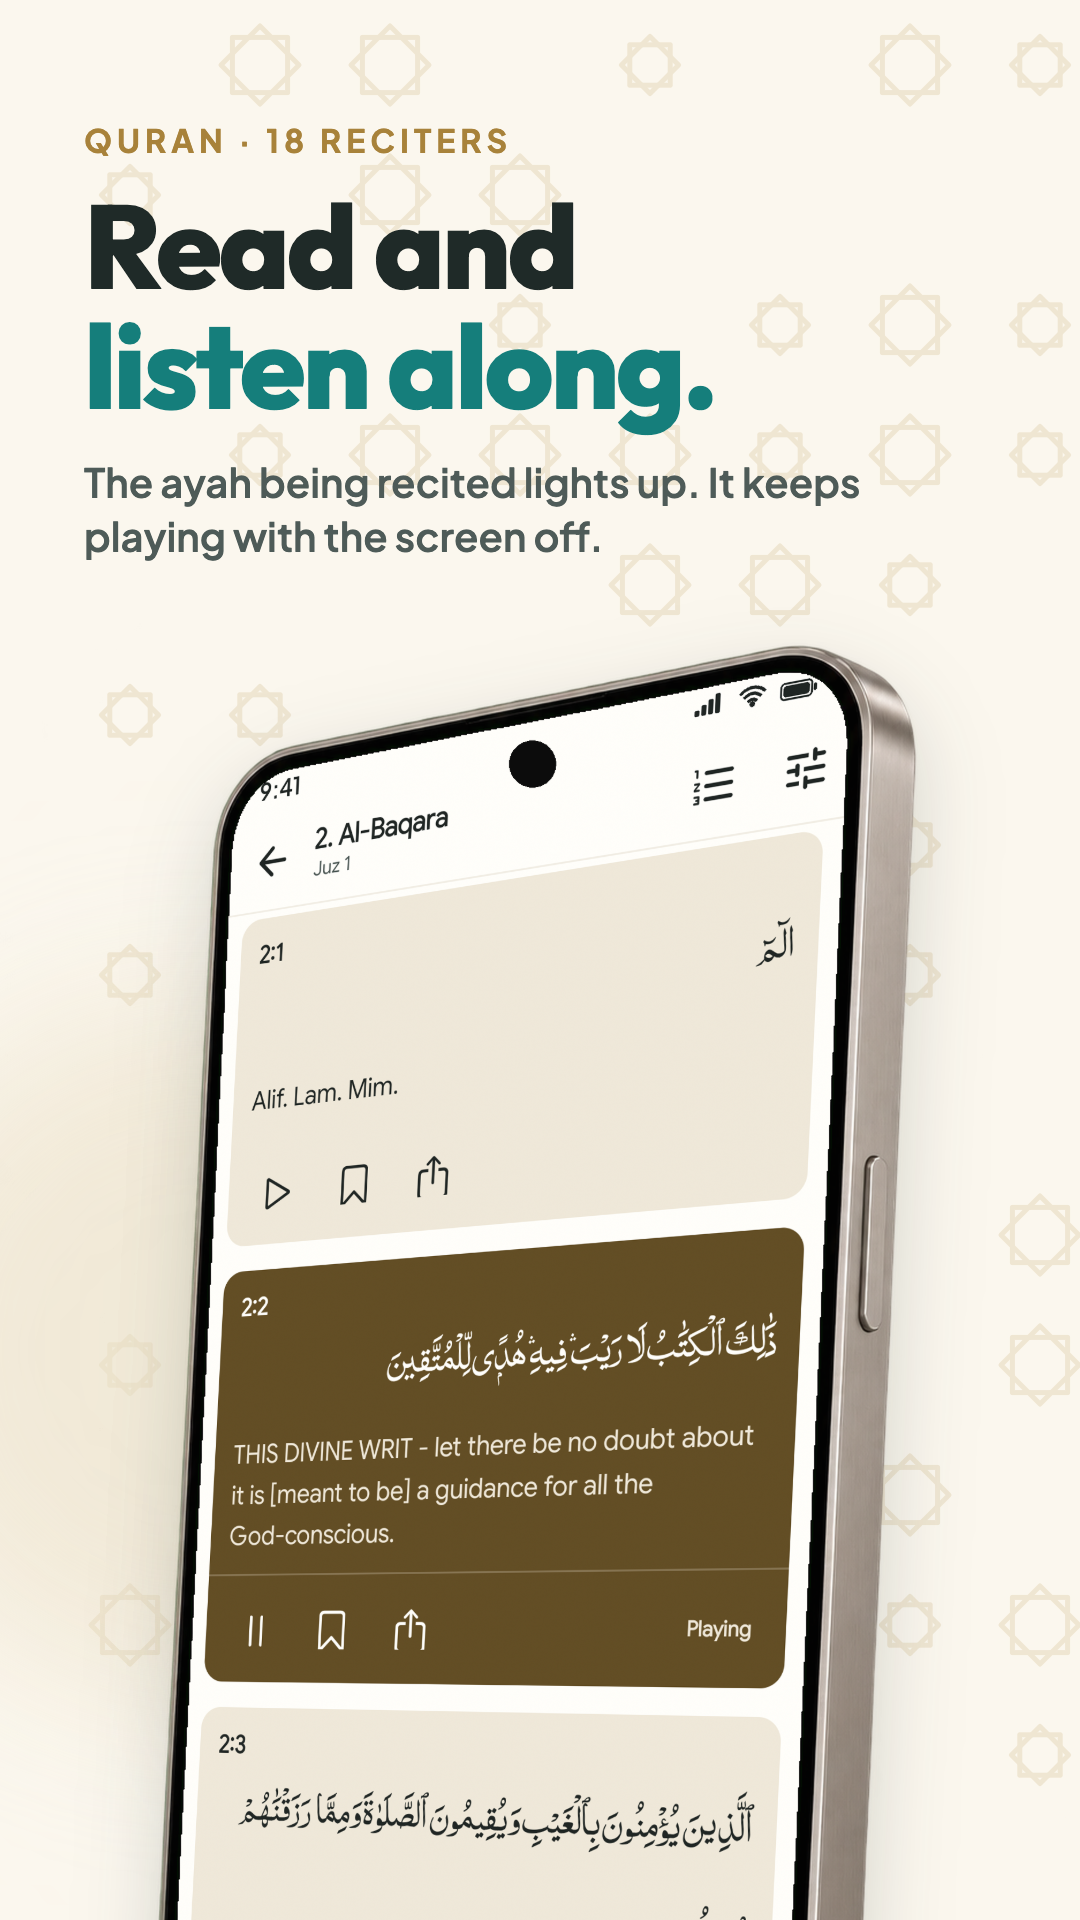 QURAN · 18 RECITERS
Read and
listen along.
The ayah being recited lights up. It keeps
playing with the screen off.
9:41
2. Al-Baqara
Juz 1
2:1
الٓمٓ
Alif. Lam. Mim.
2:2
ذَٰلِكَ ٱلْكِتَٰبُ لَا رَيْبَ ۛ فِيهِ ۛ هُدًى لِّلْمُتَّقِينَ
THIS DIVINE WRIT - let there be no doubt about
it is [meant to be] a guidance for all the
God-conscious.
Playing
2:3
ٱلَّذِينَ يُؤْمِنُونَ بِٱلْغَيْبِ وَيُقِيمُونَ ٱلصَّلَوٰةَ وَمِمَّا رَزَقْنَٰهُمْ